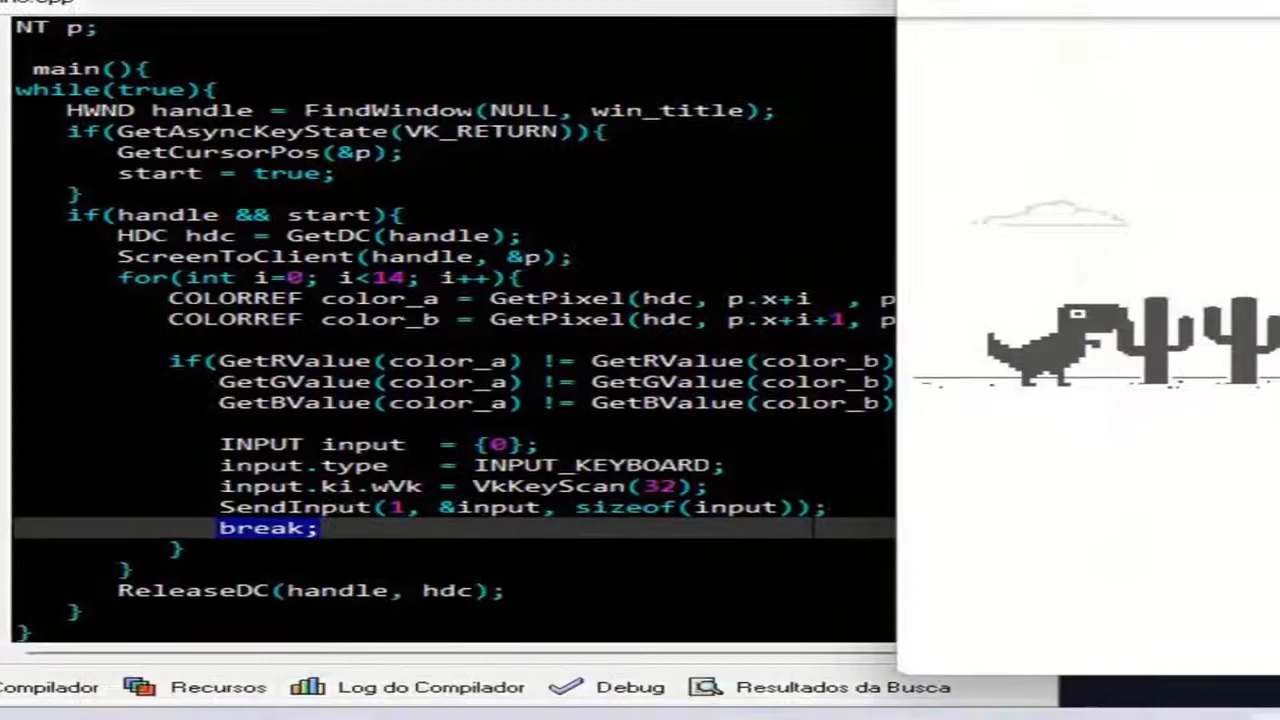 NT p;
main(){
while(true){
HWND handle = FindWindow(NULL, win_title);
if(GetAsyncKeyState(VK_RETURN)){
GetCursorPos(&p);
start = true;
}
if(handle && start){
HDC hdc = GetDC(handle);
ScreenToClient(handle, &p);
for(int i=0; i<14; i++){
COLORREF color_a = GetPixel(hdc, p.x+i , p
COLORREF color_b = GetPixel(hdc, p.x+i+1, p
if(GetRValue(color_a) != GetRValue(color_b)
GetGValue(color_a) != GetGValue(color_b)
GetBValue(color_a) != GetBValue(color_b)
INPUT input = {0};
input.type = INPUT_KEYBOARD;
input.ki.wVk = VkKeyScan(32);
SendInput(1, &input, sizeof(input));
break;
}
}
ReleaseDC(handle, hdc);
}
}
Compilador Recursos Log do Compilador Debug Resultados da Busca